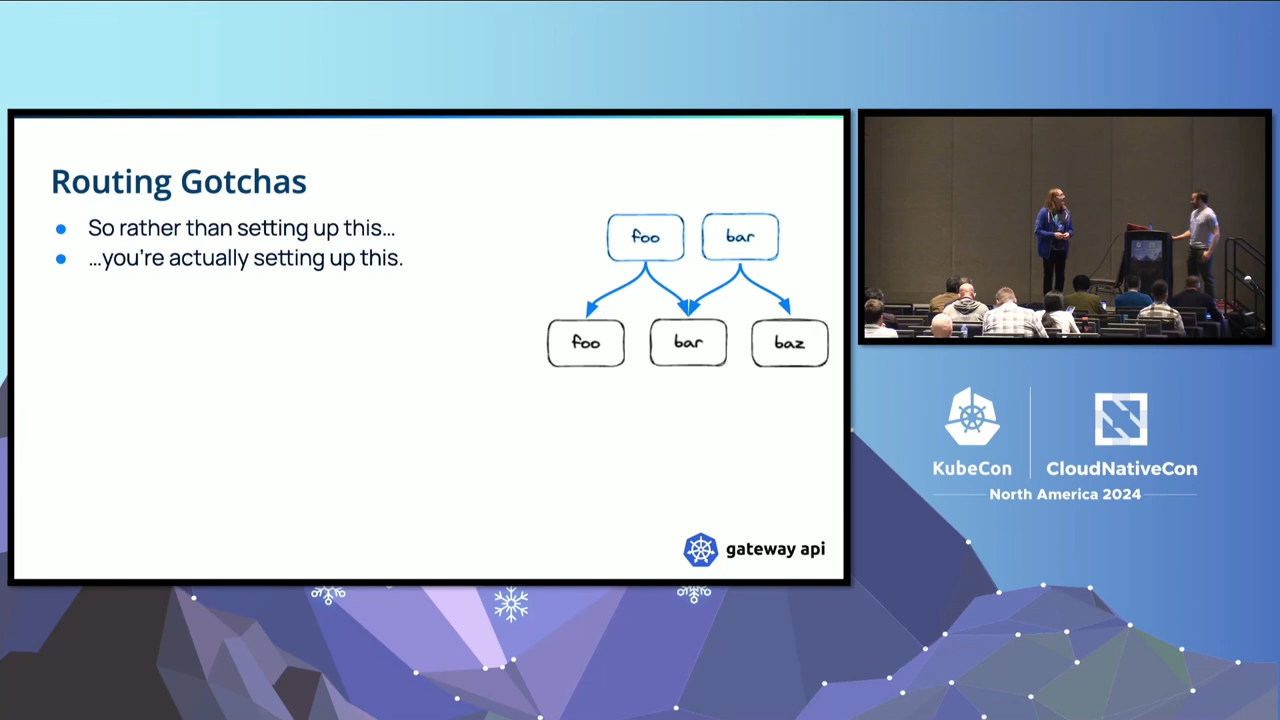 Routing Gotchas
So rather than setting up this...
...you're actually setting up this.
foo
bar
foo
bar
baz
gateway api
KubeCon
CloudNativeCon
North America 2024